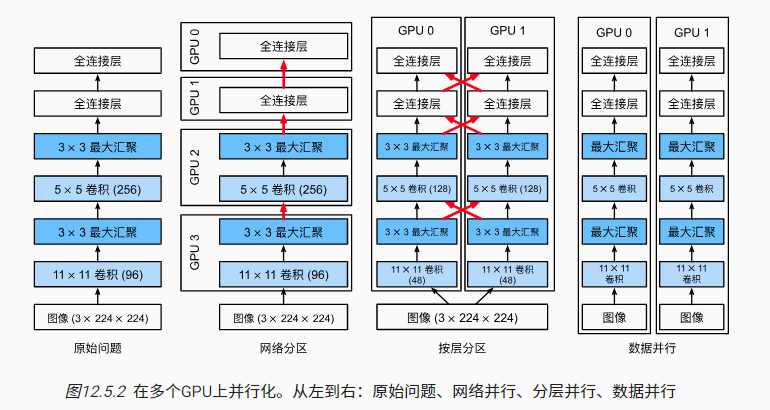 全连接层
全连接层
3 × 3 最大汇聚
5 × 5 卷积 (256)
3 × 3 最大汇聚
11 × 11 卷积 (96)
图像 (3 × 224 × 224)
原始问题
GPU 0
全连接层
GPU 1
全连接层
GPU 2
3 × 3 最大汇聚
5 × 5 卷积 (256)
GPU 3
3 × 3 最大汇聚
11 × 11 卷积 (96)
图像 (3 × 224 × 224)
网络分区
GPU 0
GPU 1
全连接层
全连接层
全连接层
全连接层
3 × 3 最大汇聚
3 × 3 最大汇聚
5 × 5 卷积 (128)
5 × 5 卷积 (128)
3 × 3 最大汇聚
3 × 3 最大汇聚
11 × 11 卷积
(48)
11 × 11 卷积
(48)
图像 (3 × 224 × 224)
按层分区
GPU 0
GPU 1
全连接层
全连接层
全连接层
全连接层
最大汇聚
最大汇聚
5 × 5 卷积
5 × 5 卷积
最大汇聚
最大汇聚
11 × 11
卷积
11 × 11
卷积
图像
图像
数据并行
图12.5.2 在多个GPU上并行化。从左到右：原始问题、网络并行、分层并行、数据并行